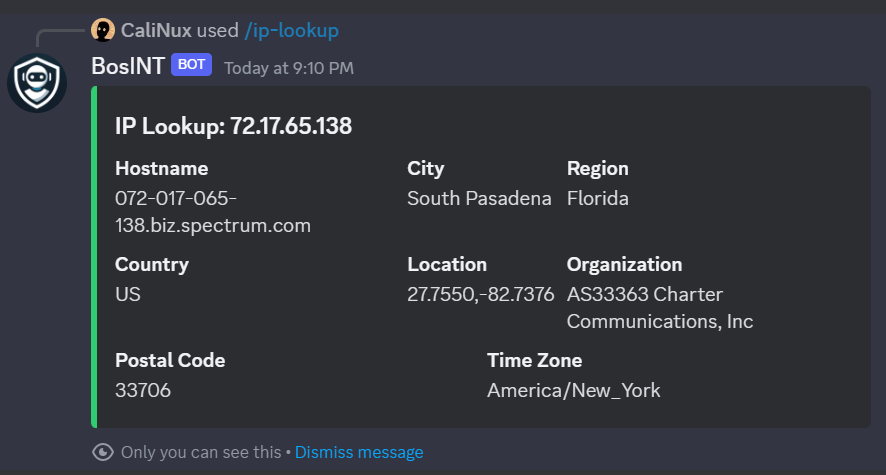 CaliNux used /ip-lookup
BosINT BOT Today at 9:10 PM
IP Lookup: 72.17.65.138
Hostname City Region
072-017-065- South Pasadena Florida
138.biz.spectrum.com
Country Location Organization
US 27.7550,-82.7376 AS33363 Charter
Communications, Inc
Postal Code Time Zone
33706 America/New_York
Only you can see this • Dismiss message